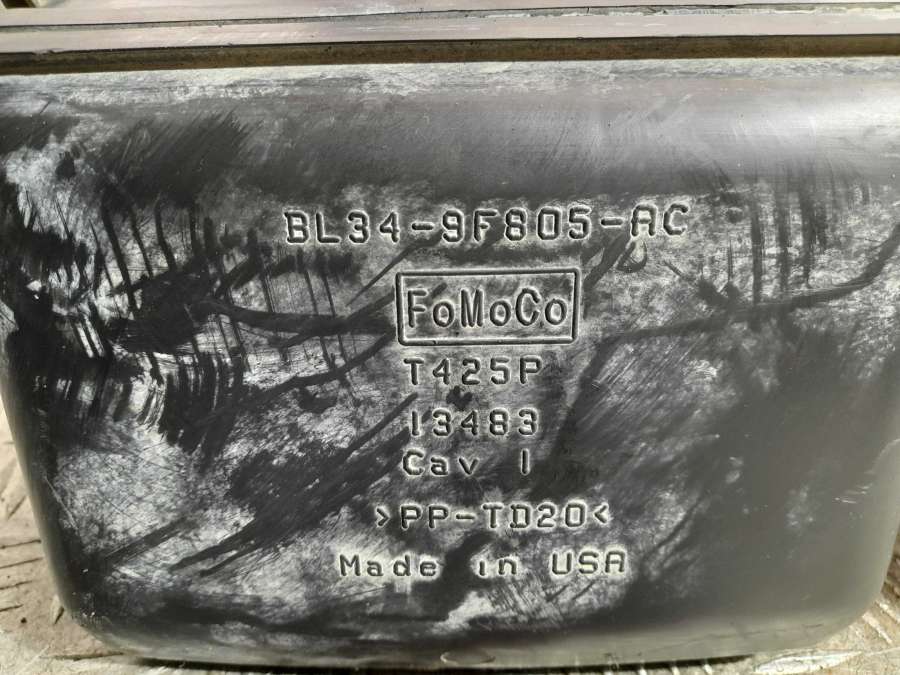 BL34-9F805-AC
FoMoCo
T425P
13483
Cav 1
>PP-TD20<
Made in USA